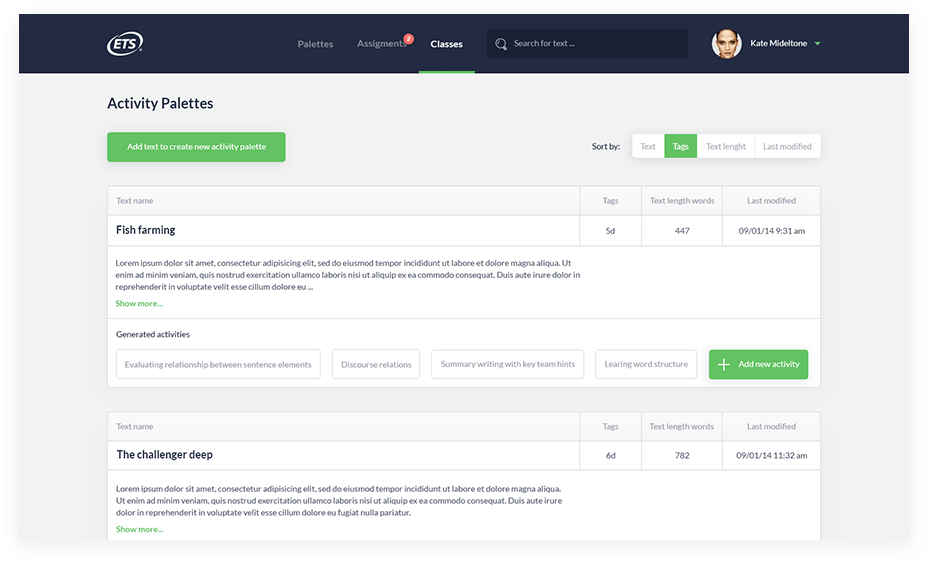 ETS
Palettes
Assigments
2
Classes
Search for text ...
Kate Mideltone
Activity Palettes
Add text to create new activity palette
Sort by:
Text
Tags
Text lenght
Last modified
Text name
Tags
Text length words
Last modified
Fish farming
5d
447
09/01/14 9:31 am
Lorem ipsum dolor sit amet, consectetur adipisicing elit, sed do eiusmod tempor incididunt ut labore et dolore magna aliqua. Ut
enim ad minim veniam, quis nostrud exercitation ullamco laboris nisi ut aliquip ex ea commodo consequat. Duis aute irure dolor in
reprehenderit in voluptate velit esse cillum dolore eu ...
Show more...
Generated activities
Evaluating relationship between sentence elements
Discourse relations
Summary writing with key team hints
Learing word structure
Add new activity
Text name
Tags
Text length words
Last modified
The challenger deep
6d
782
09/01/14 11:32 am
Lorem ipsum dolor sit amet, consectetur adipisicing elit, sed do eiusmod tempor incididunt ut labore et dolore magna aliqua.
Ut enim ad minim veniam, quis nostrud exercitation ullamco laboris nisi ut aliquip ex ea commodo consequat. Duis aute irure
dolor in reprehenderit in voluptate velit esse cillum dolore eu fugiat nulla pariatur.
Show more...